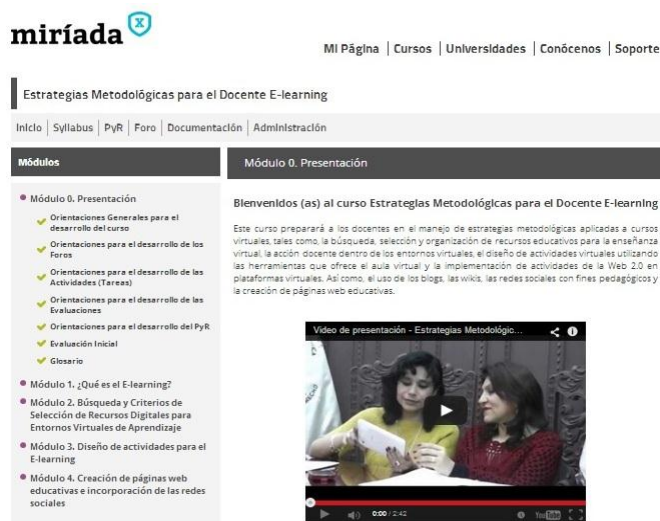 miríada X
Mi Página | Cursos | Universidades | Conócenos | Soporte
Estrategias Metodológicas para el Docente E-learning
Inicio | Syllabus | PyR | Foro | Documentación | Administración
Módulos
Módulo 0. Presentación
Orientaciones Generales para el
desarrollo del curso
Orientaciones para el desarrollo de los
Foros
Orientaciones para el desarrollo de las
Actividades (Tareas)
Orientaciones para el desarrollo de las
Evaluaciones
Orientaciones para el desarrollo del PyR
Evaluación Inicial
Glosario
Módulo 1. ¿Qué es el E-learning?
Módulo 2. Búsqueda y Criterios de
Selección de Recursos Digitales para
Entornos Virtuales de Aprendizaje
Módulo 3. Diseño de actividades para el
E-learning
Módulo 4. Creación de páginas web
educativas e incorporación de las redes
sociales
Módulo 0. Presentación
Bienvenidos (as) al curso Estrategias Metodológicas para el Docente E-learning
Este curso preparará a los docentes en el manejo de estrategias metodológicas aplicadas a cursos
virtuales, tales como, la búsqueda, selección y organización de recursos educativos para la enseñanza
virtual, la acción docente dentro de los entornos virtuales, el diseño de actividades virtuales utilizando
las herramientas que ofrece el aula virtual y la implementación de actividades de la Web 2.0 en
plataformas virtuales. Así como, el uso de los blogs, las wikis, las redes sociales con fines pedagógicos y
la creación de páginas web educativas.
Video de presentación - Estrategias Metodológic...
0:00 / 2:42
YouTube